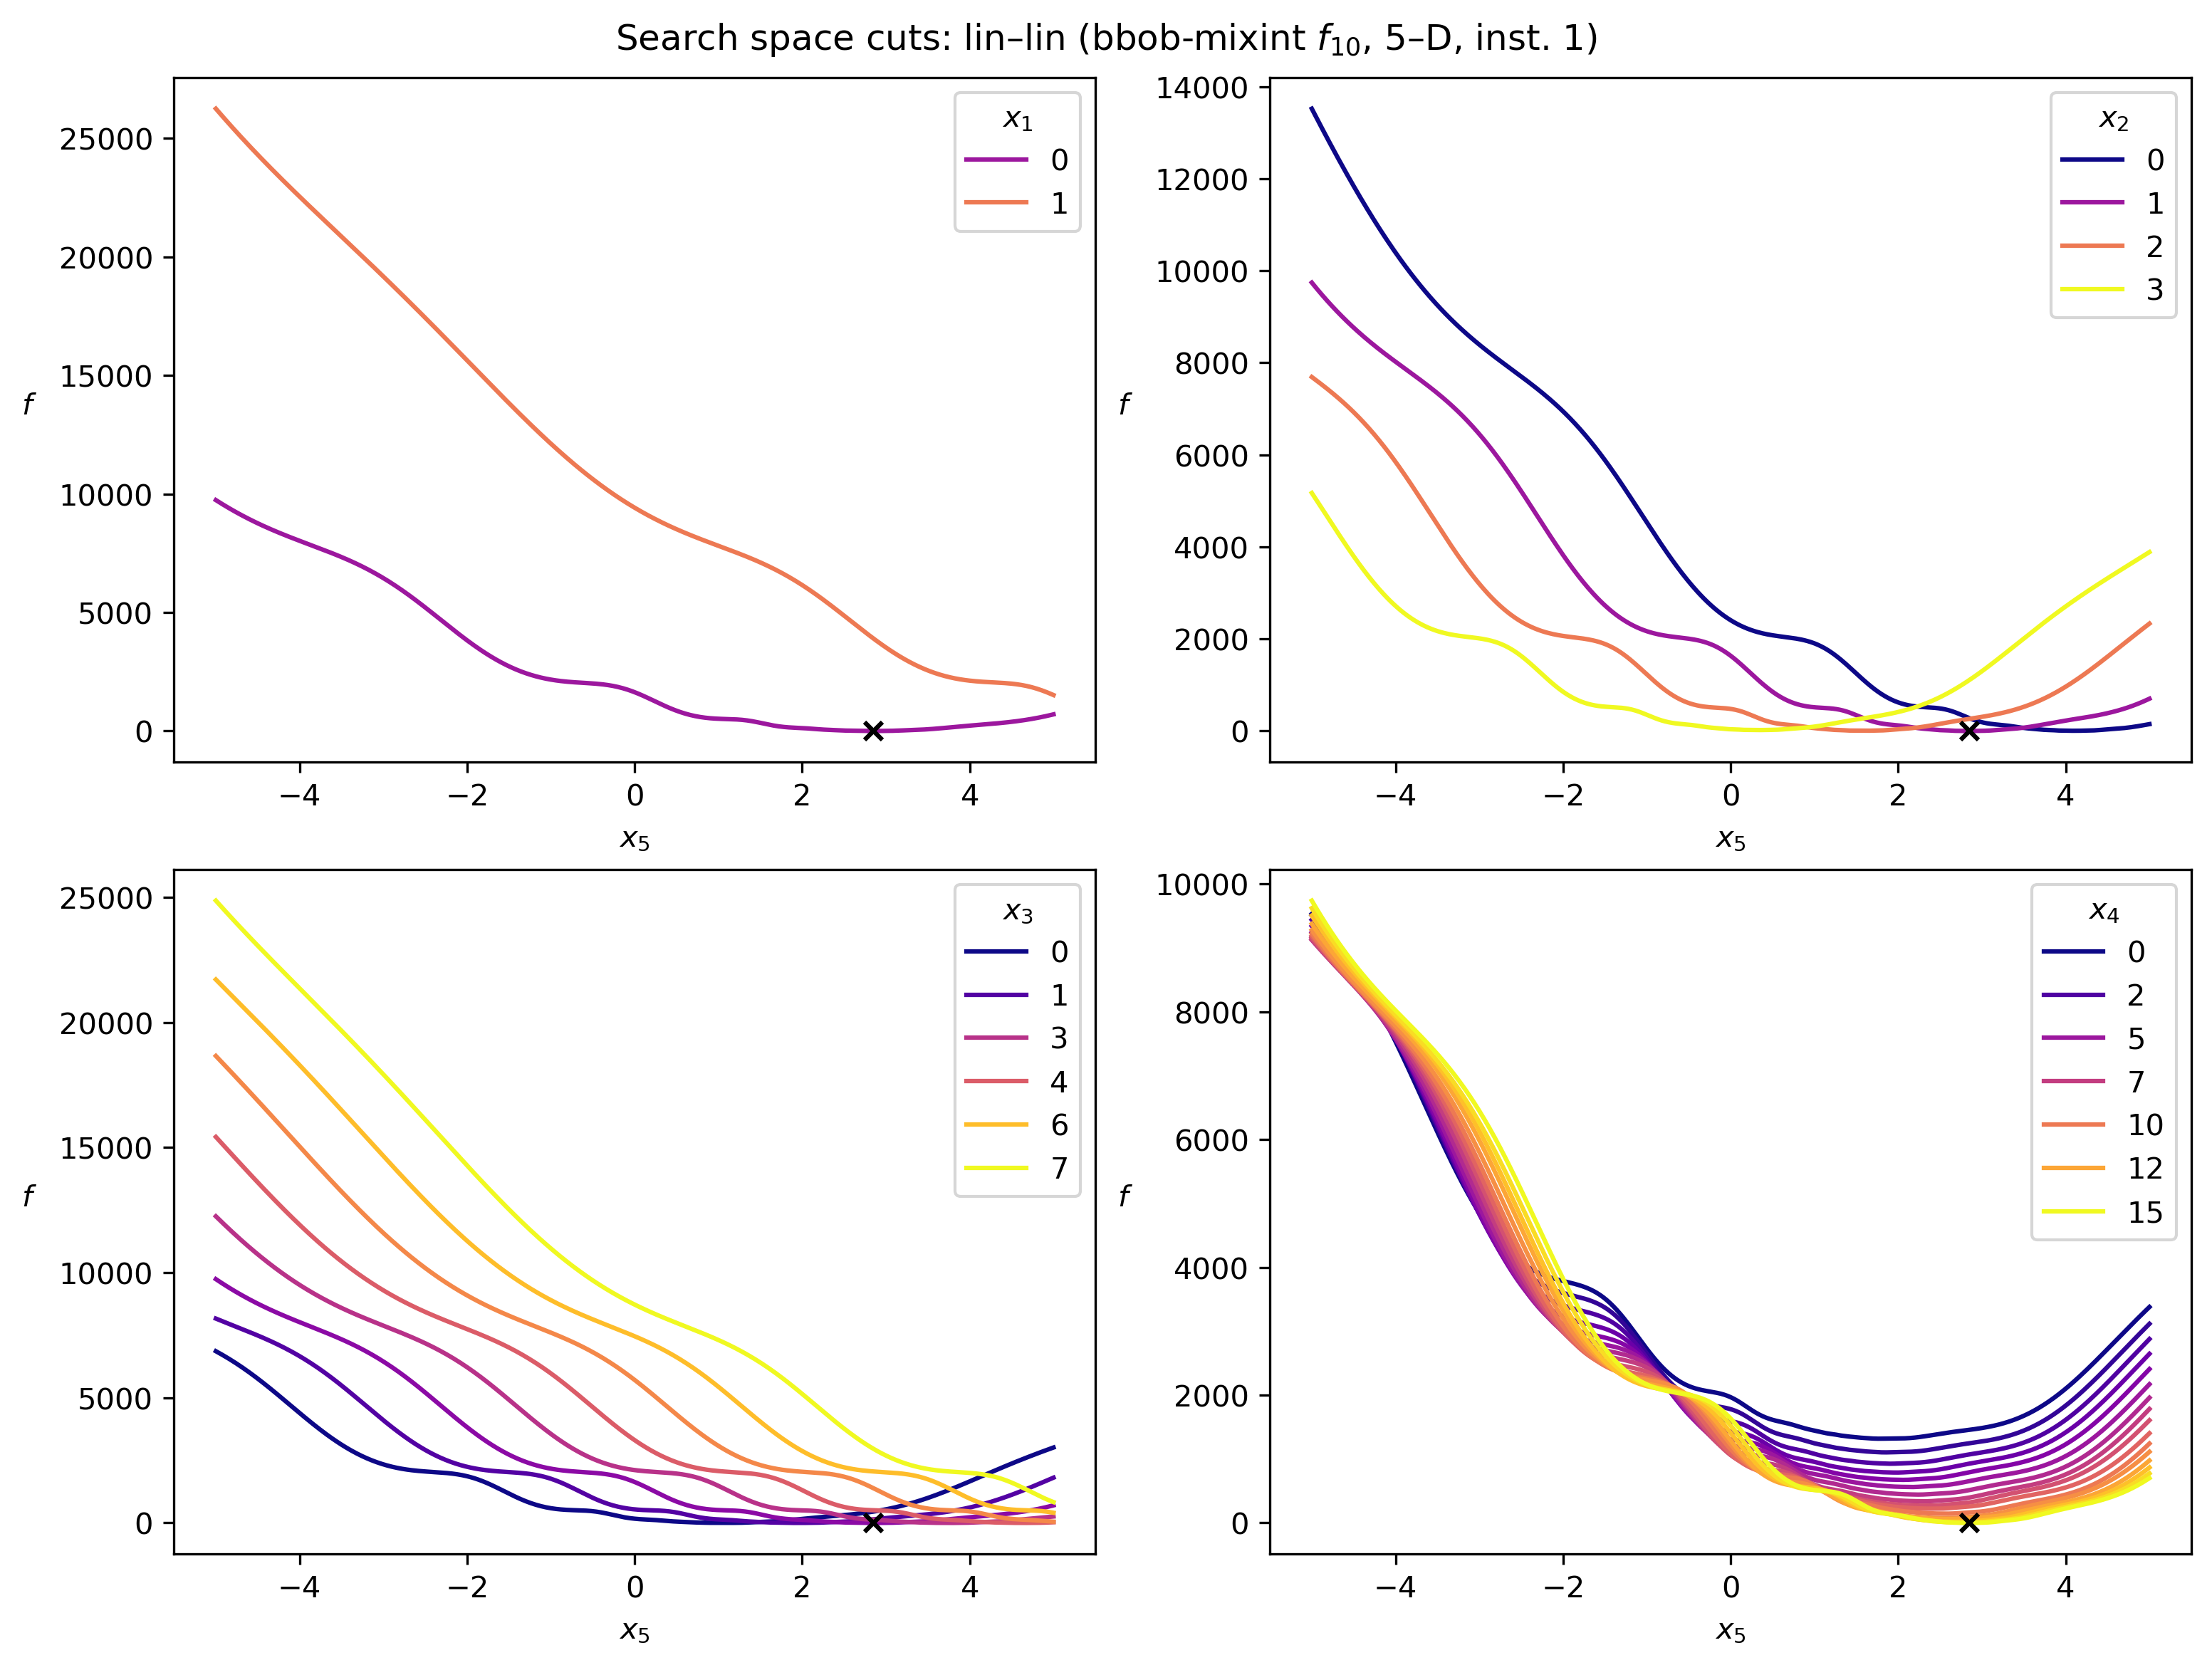 Search space cuts: lin–lin (bbob-mixint f10, 5–D, inst. 1)
25000
20000
15000
10000
5000
0
f
−4 −2 0 2 4
x5
x1
0
1
14000
12000
10000
8000
6000
4000
2000
0
f
−4 −2 0 2 4
x5
x2
0
1
2
3
25000
20000
15000
10000
5000
0
f
−4 −2 0 2 4
x5
x3
0
1
3
4
6
7
10000
8000
6000
4000
2000
0
f
−4 −2 0 2 4
x5
x4
0
2
5
7
10
12
15